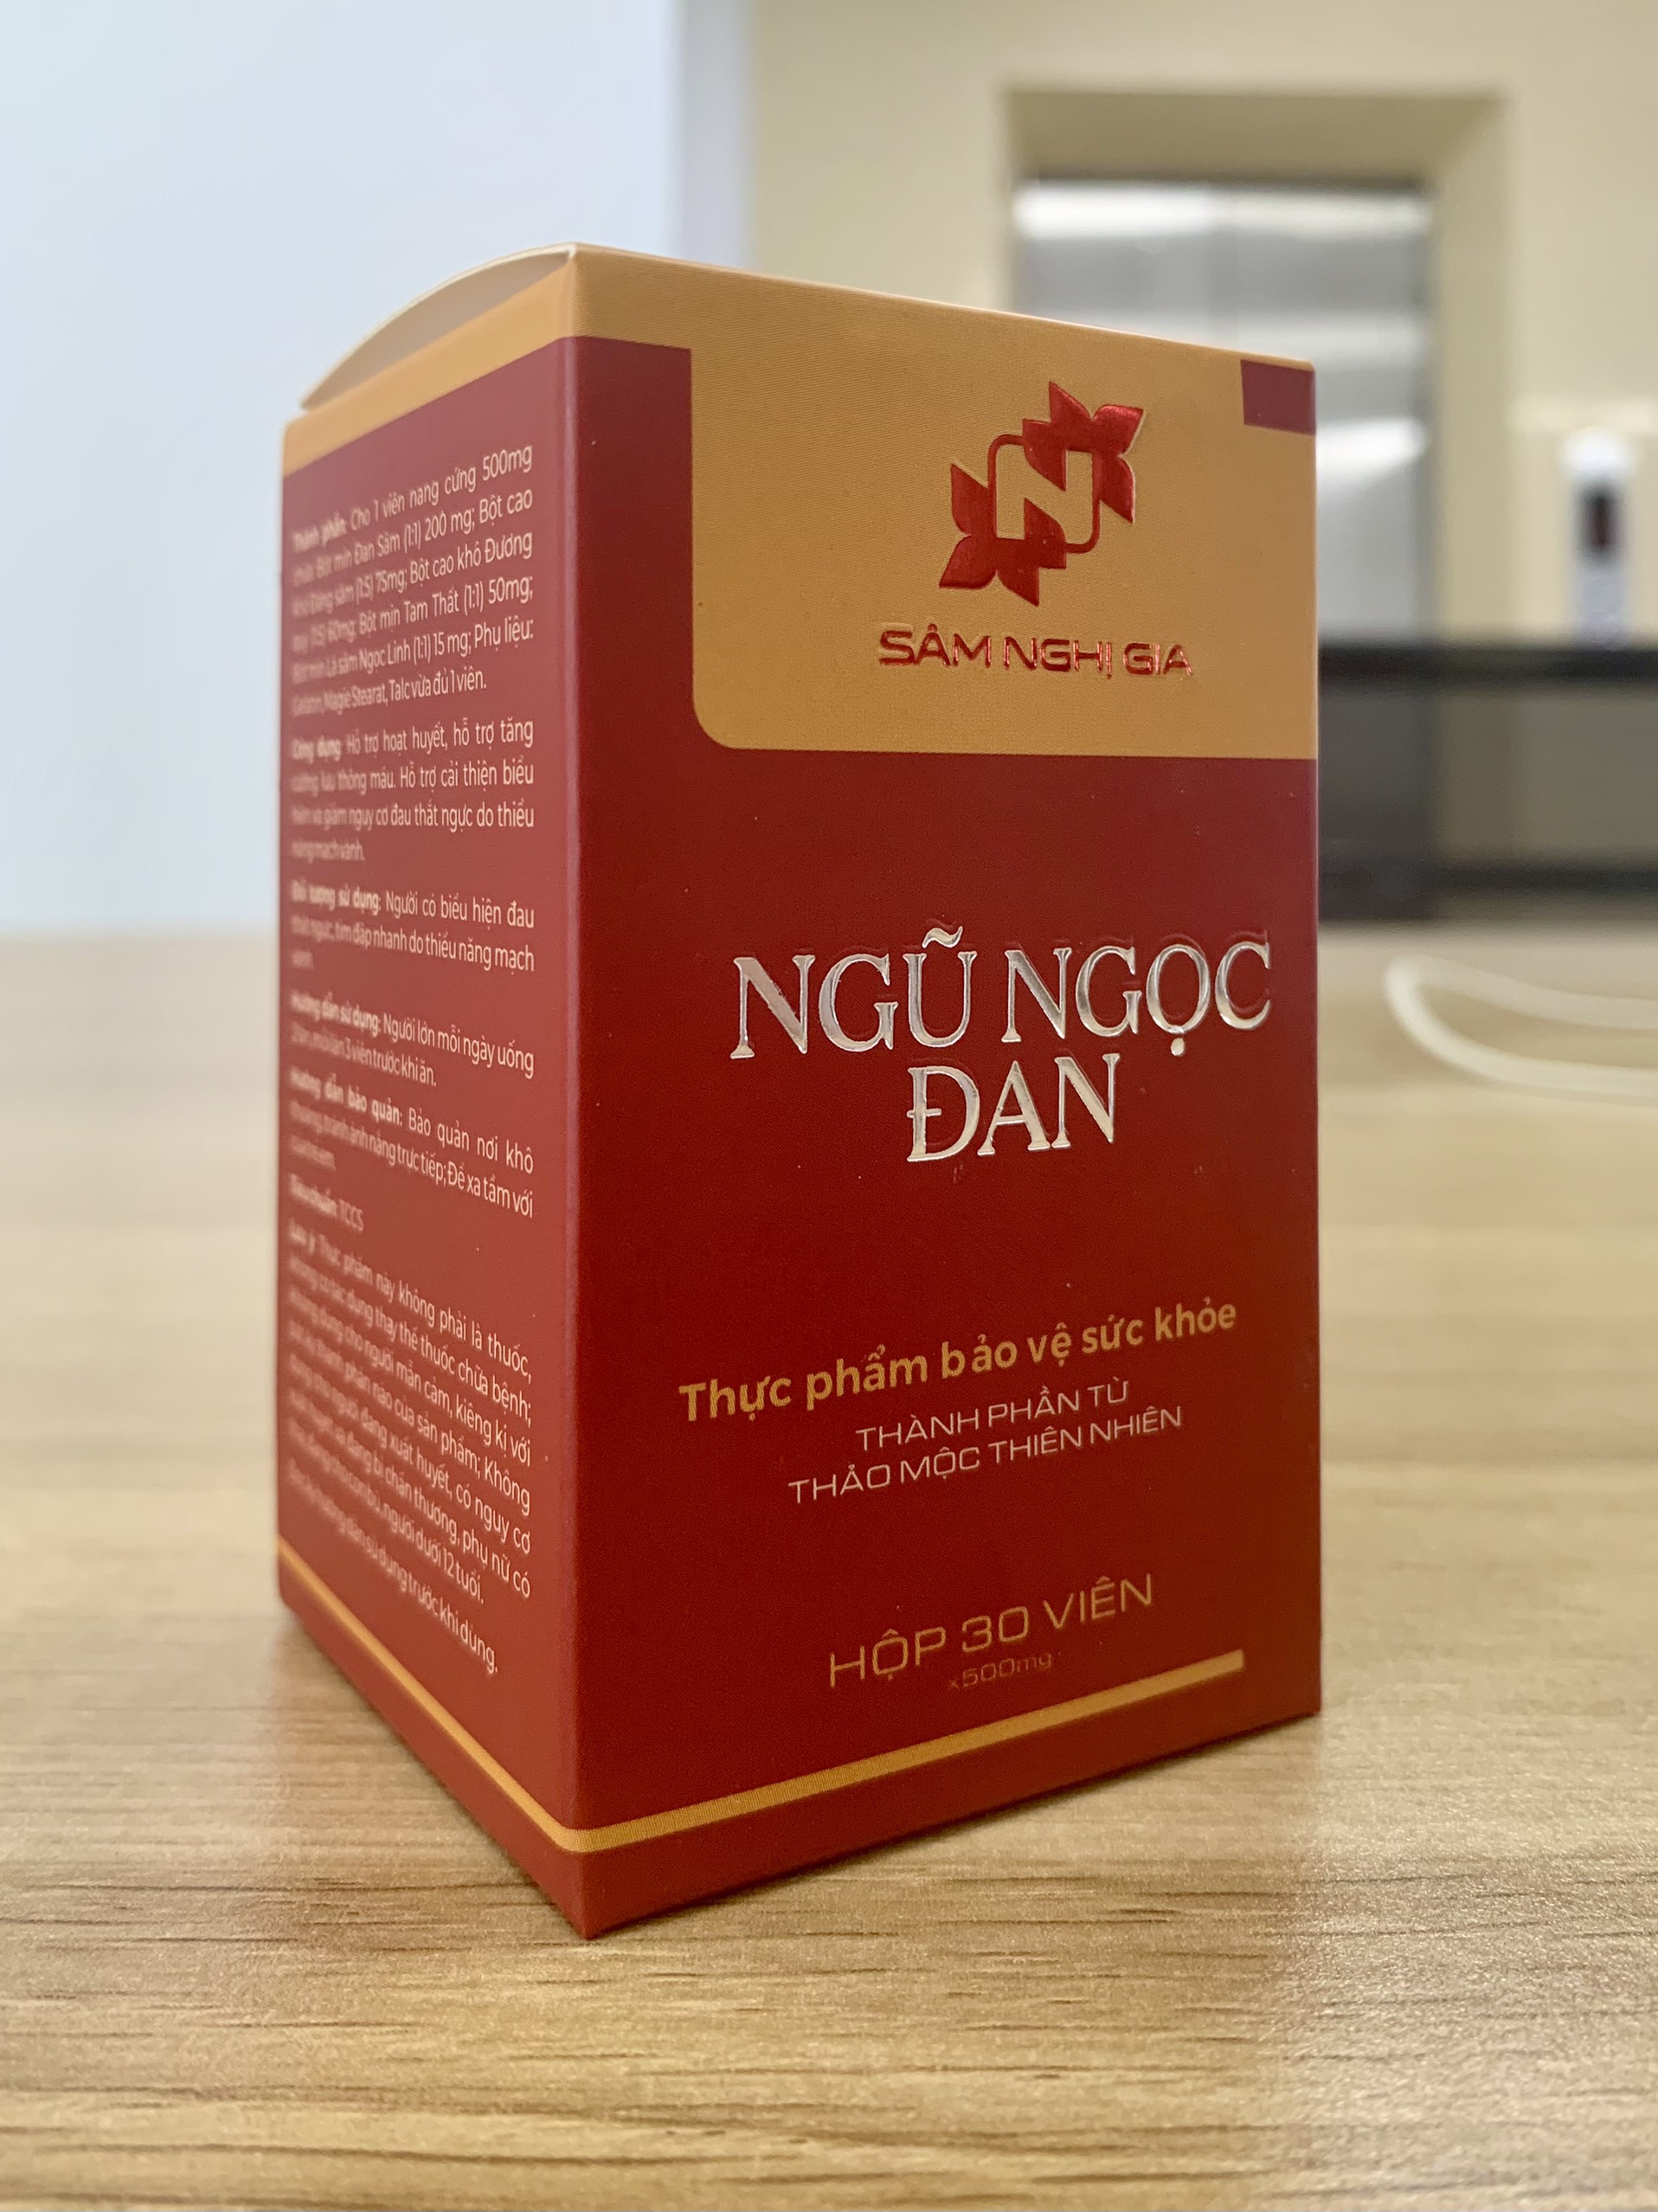 SÂM NGHỊ GIA
NGŨ NGỌC
ĐAN
Thực phẩm bảo vệ sức khỏe
THÀNH PHẦN TỪ
THẢO MỘC THIÊN NHIÊN
HỘP 30 VIÊN
x500mg
Thành phần: Cho 1 viên nang cứng 500mg
chứa: Bột mịn Đan Sâm (1:1) 200 mg; Bột cao
khô Đảng sâm (1:5) 75mg; Bột cao khô Đương
quy (1:5) 60mg; Bột mịn Tam Thất (1:1) 50mg;
Bột mịn Lá sâm Ngọc Linh (1:1) 15 mg; Phụ liệu:
Gelatin, Magie Stearat, Talc vừa đủ 1 viên.
Công dụng: Hỗ trợ hoạt huyết, hỗ trợ tăng
cường lưu thông máu. Hỗ trợ cải thiện biểu
hiện và giảm nguy cơ đau thắt ngực do thiểu
năng mạch vành.
Đối tượng sử dụng: Người có biểu hiện đau
thắt ngực, tim đập nhanh do thiểu năng mạch
vành.
Hướng dẫn sử dụng: Người lớn mỗi ngày uống
2 lần, mỗi lần 3 viên trước khi ăn.
Hướng dẫn bảo quản: Bảo quản nơi khô
thoáng, tránh ánh nắng trực tiếp; Để xa tầm với
của trẻ em.
Tiêu chuẩn: TCCS
Lưu ý: Thực phẩm này không phải là thuốc,
không có tác dụng thay thế thuốc chữa bệnh;
Không dùng cho người mẫn cảm, kiêng kị với
bất kỳ thành phần nào của sản phẩm; Không
dùng cho người đang xuất huyết, có nguy cơ
xuất huyết và đang bị chấn thương, phụ nữ có
thai, đang cho con bú, người dưới 12 tuổi.
Đọc kỹ hướng dẫn sử dụng trước khi dùng.